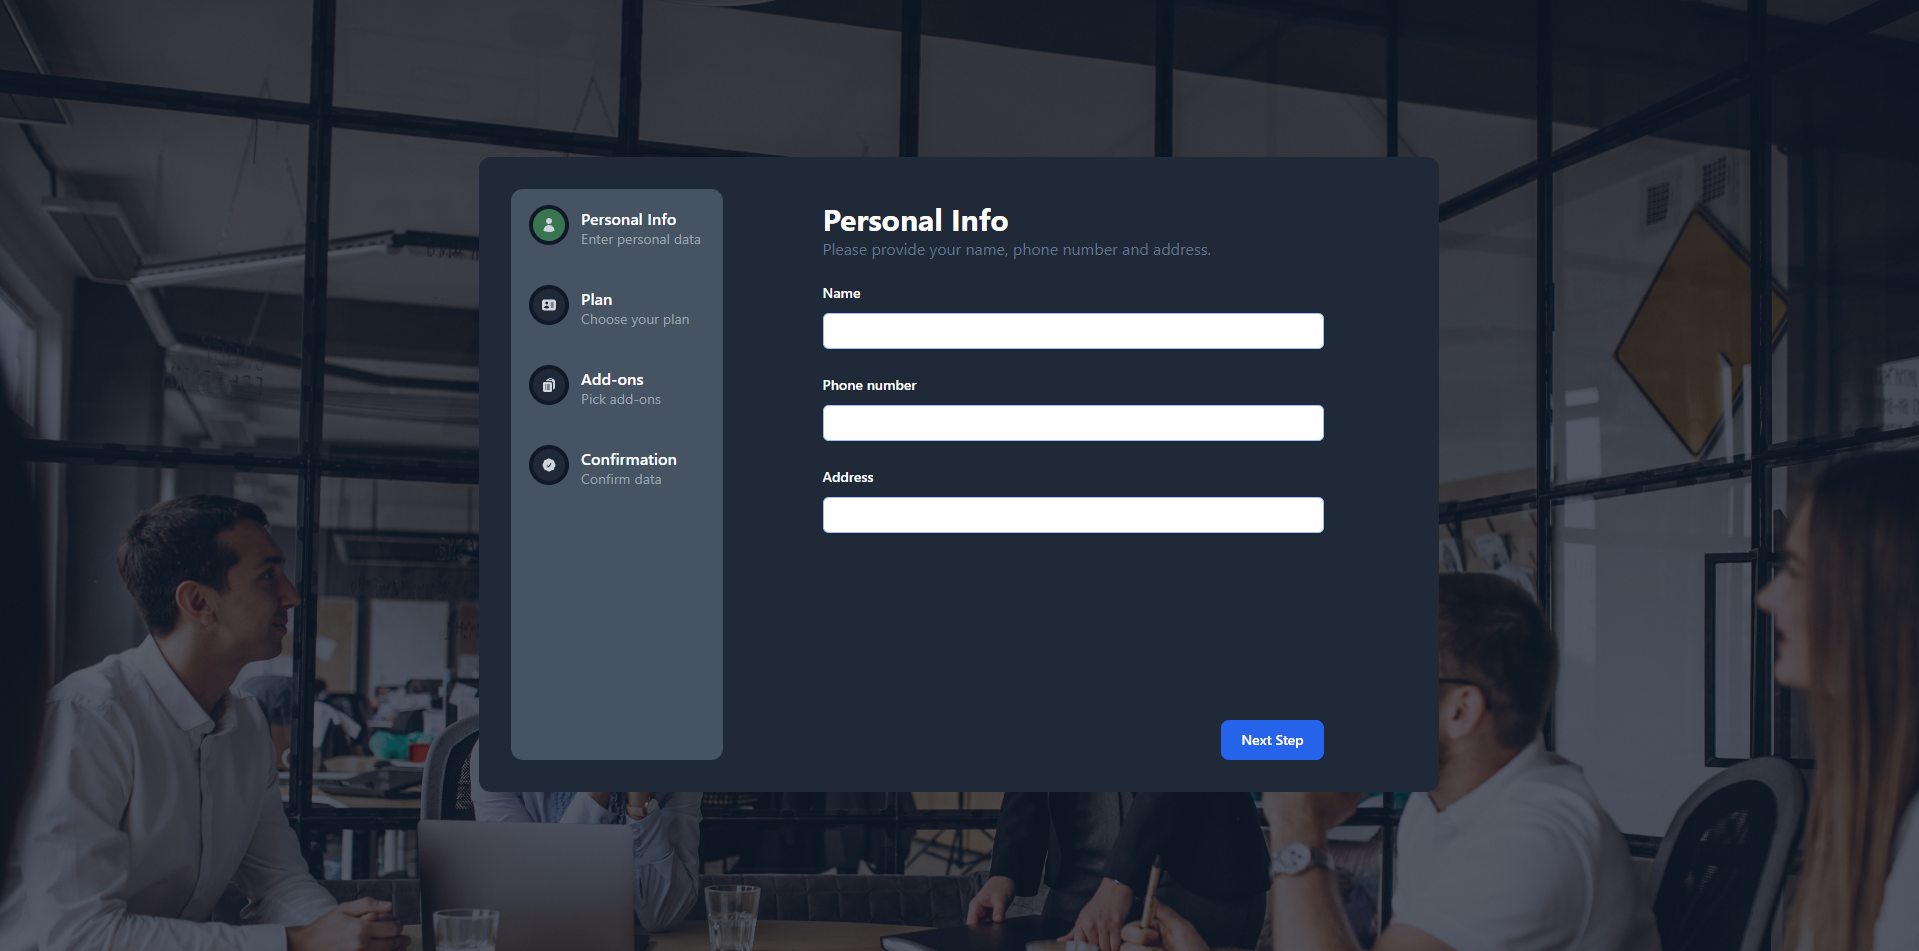 Personal Info
Enter personal data
Plan
Choose your plan
Add-ons
Pick add-ons
Confirmation
Confirm data
Personal Info
Please provide your name, phone number and address.
Name
Phone number
Address
Next Step